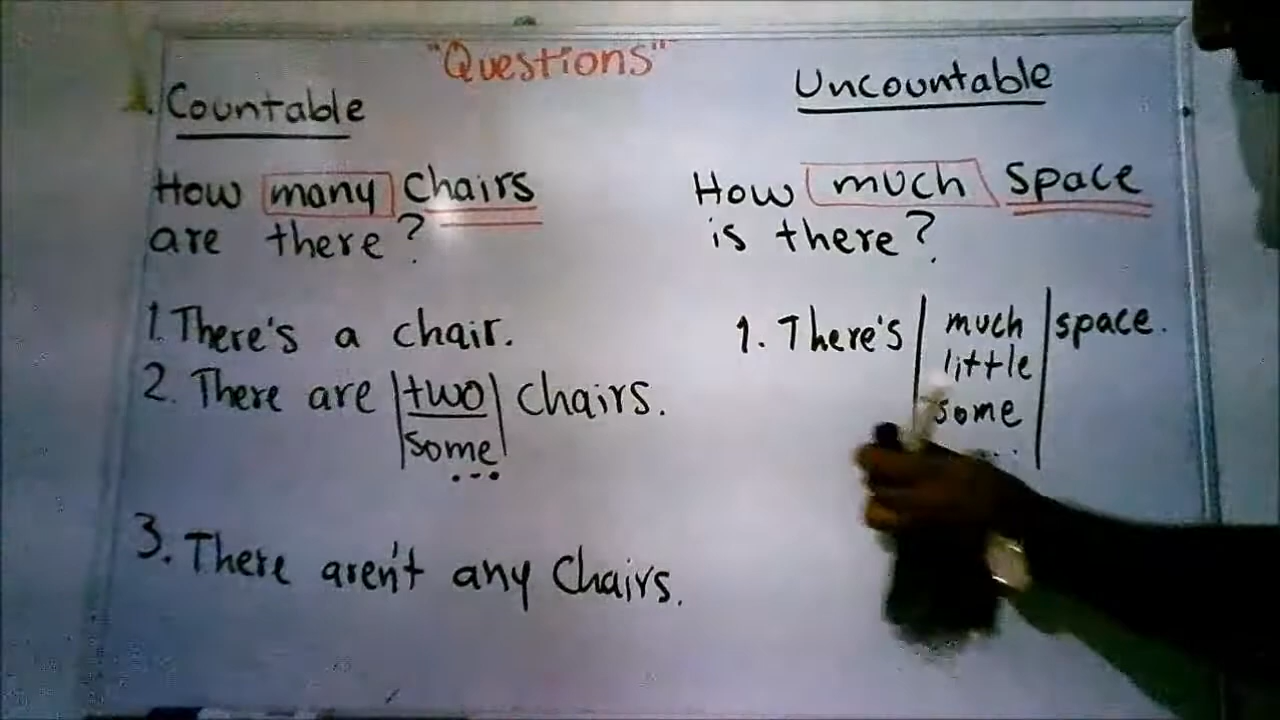 "Questions"
Countable
How many Chairs
are there?
1. There's a chair.
2. There are two chairs.
some
...
3. There aren't any Chairs.
Uncountable
How much space
is there?
1. There's much space.
little
some
...